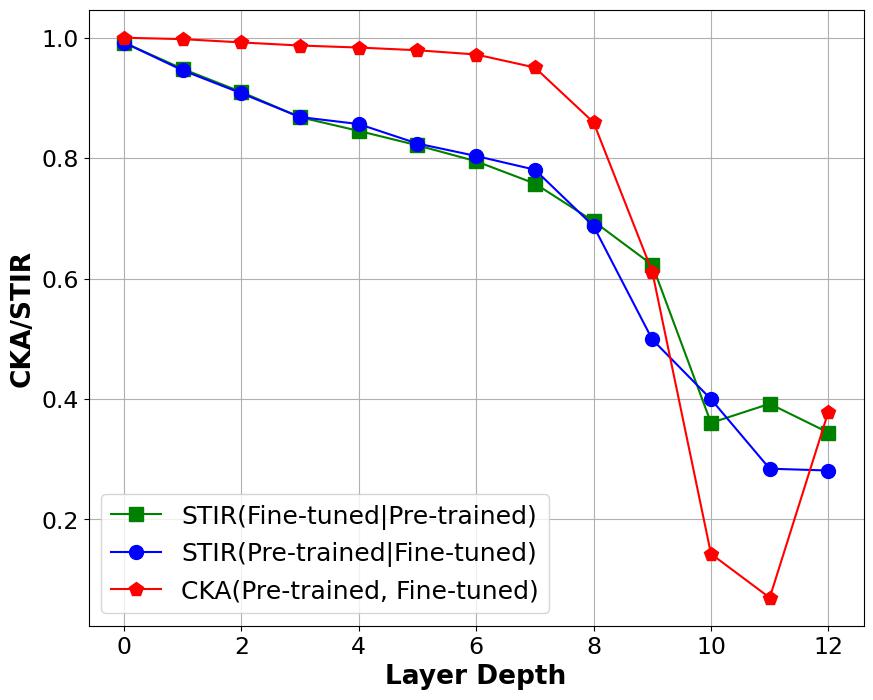 CKA/STIR
1.0
0.8
0.6
0.4
0.2
STIR(Fine-tuned|Pre-trained)
STIR(Pre-trained|Fine-tuned)
CKA(Pre-trained, Fine-tuned)
0 2 4 6 8 10 12
Layer Depth